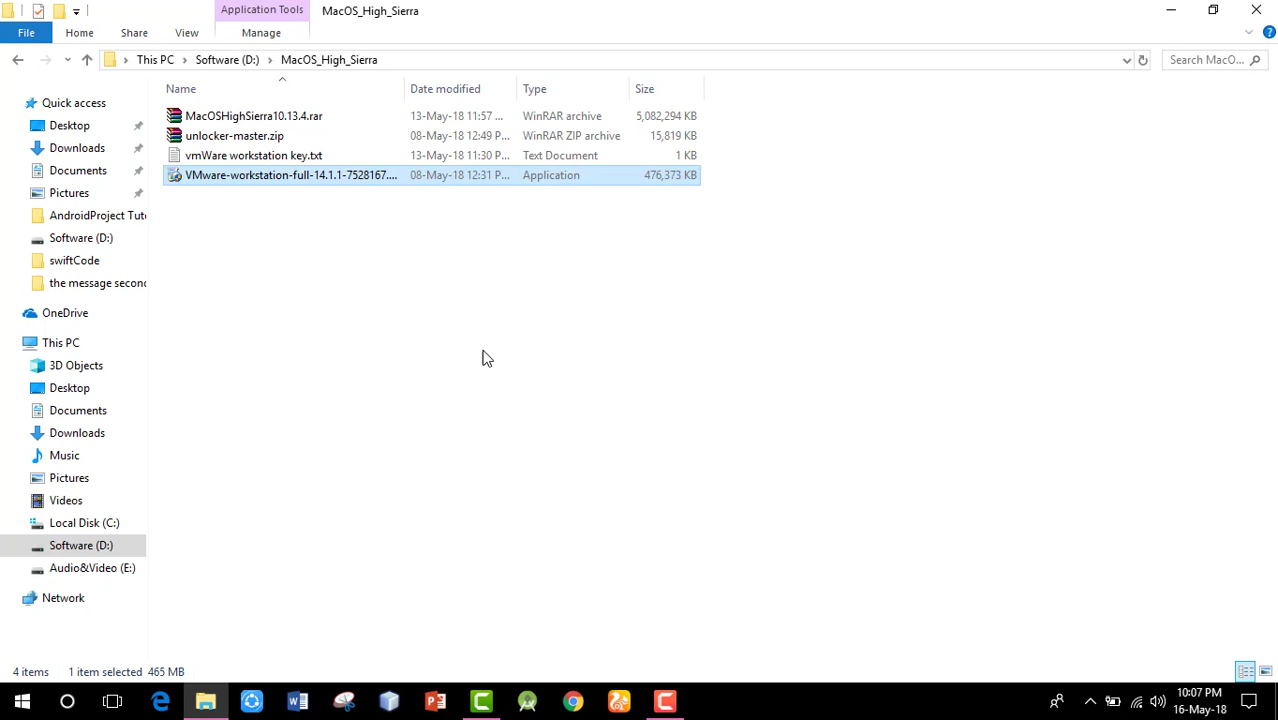 Application Tools
MacOS_High_Sierra
File
Home
Share
View
Manage
This PC
Software (D:)
MacOS_High_Sierra
Search MacO...
Name
Date modified
Type
Size
MacOSHighSierra10.13.4.rar
13-May-18 11:57 ...
WinRAR archive
5,082,294 KB
unlocker-master.zip
08-May-18 12:49 P...
WinRAR ZIP archive
15,819 KB
vmWare workstation key.txt
13-May-18 11:30 P...
Text Document
1 KB
VMware-workstation-full-14.1.1-7528167....
08-May-18 12:31 P...
Application
476,373 KB
Quick access
Desktop
Downloads
Documents
Pictures
AndroidProject Tut
Software (D:)
swiftCode
the message second
OneDrive
This PC
3D Objects
Desktop
Documents
Downloads
Music
Pictures
Videos
Local Disk (C:)
Software (D:)
Audio&Video (E:)
Network
4 items
1 item selected 465 MB
10:07 PM
16-May-18